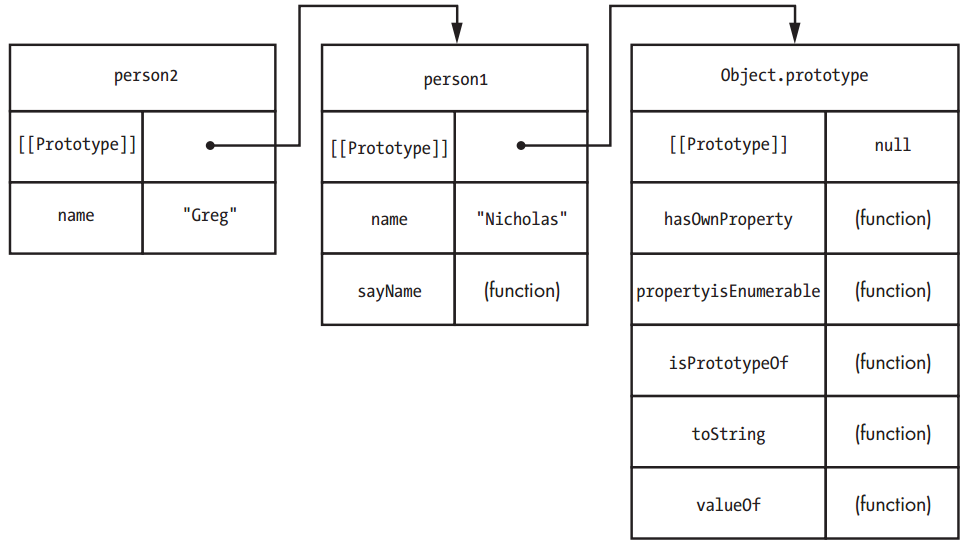 person2
[[Prototype]]
name "Greg"
person1
[[Prototype]]
name "Nicholas"
sayName (function)
Object.prototype
[[Prototype]] null
hasOwnProperty (function)
propertyisEnumerable (function)
isPrototypeOf (function)
toString (function)
valueOf (function)